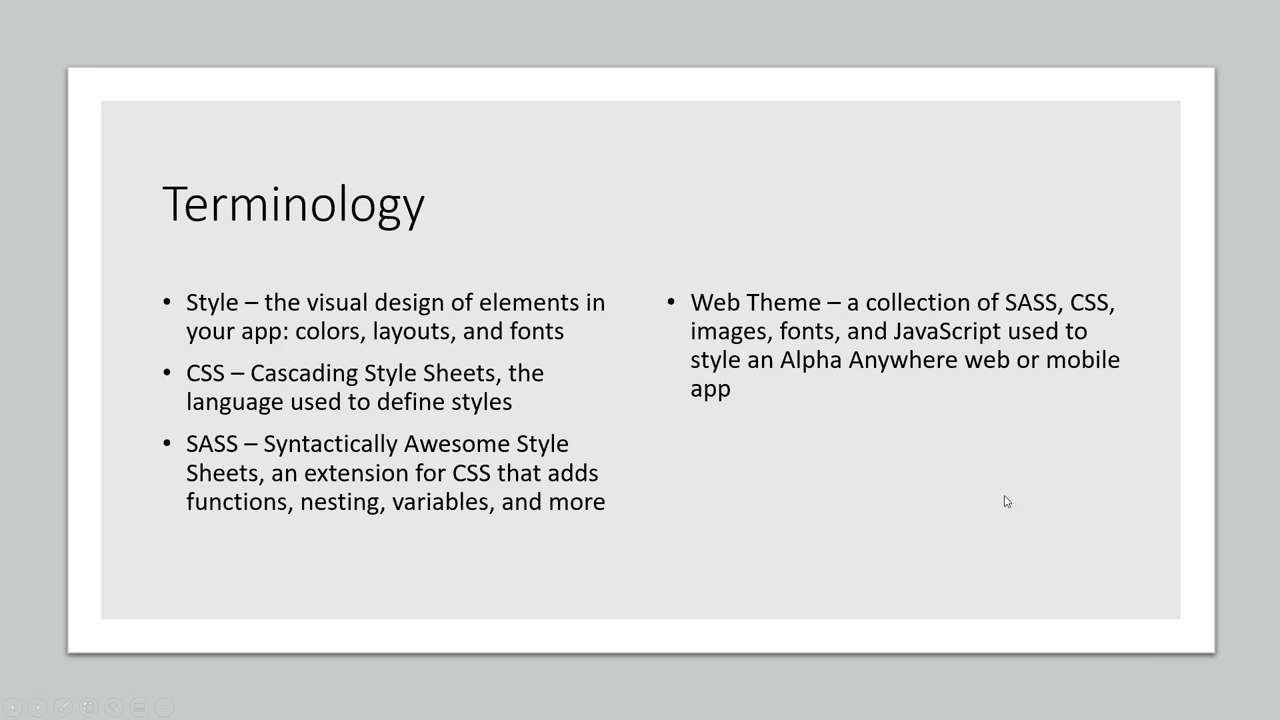 Terminology
• Style – the visual design of elements in
your app: colors, layouts, and fonts
• CSS – Cascading Style Sheets, the
language used to define styles
• SASS – Syntactically Awesome Style
Sheets, an extension for CSS that adds
functions, nesting, variables, and more
• Web Theme – a collection of SASS, CSS,
images, fonts, and JavaScript used to
style an Alpha Anywhere web or mobile
app